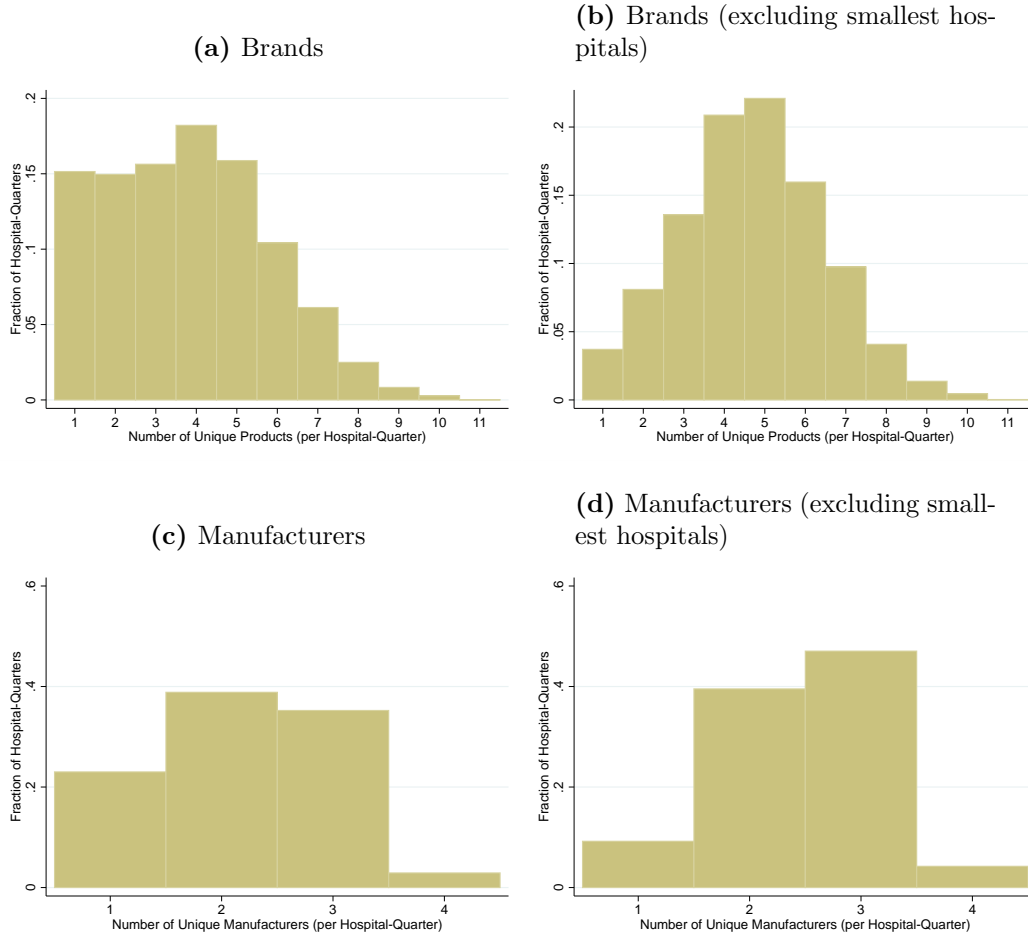 (a) Brands
(b) Brands (excluding smallest hos-
pitals)
Fraction of Hospital-Quarters
.2
.15
.1
.05
0
1 2 3 4 5 6 7 8 9 10 11
Number of Unique Products (per Hospital-Quarter)
Fraction of Hospital-Quarters
.2
.15
.1
.05
0
1 2 3 4 5 6 7 8 9 10 11
Number of Unique Products (per Hospital-Quarter)
(c) Manufacturers
(d) Manufacturers (excluding small-
est hospitals)
Fraction of Hospital-Quarters
.6
.4
.2
0
1 2 3 4
Number of Unique Manufacturers (per Hospital-Quarter)
Fraction of Hospital-Quarters
.6
.4
.2
0
1 2 3 4
Number of Unique Manufacturers (per Hospital-Quarter)